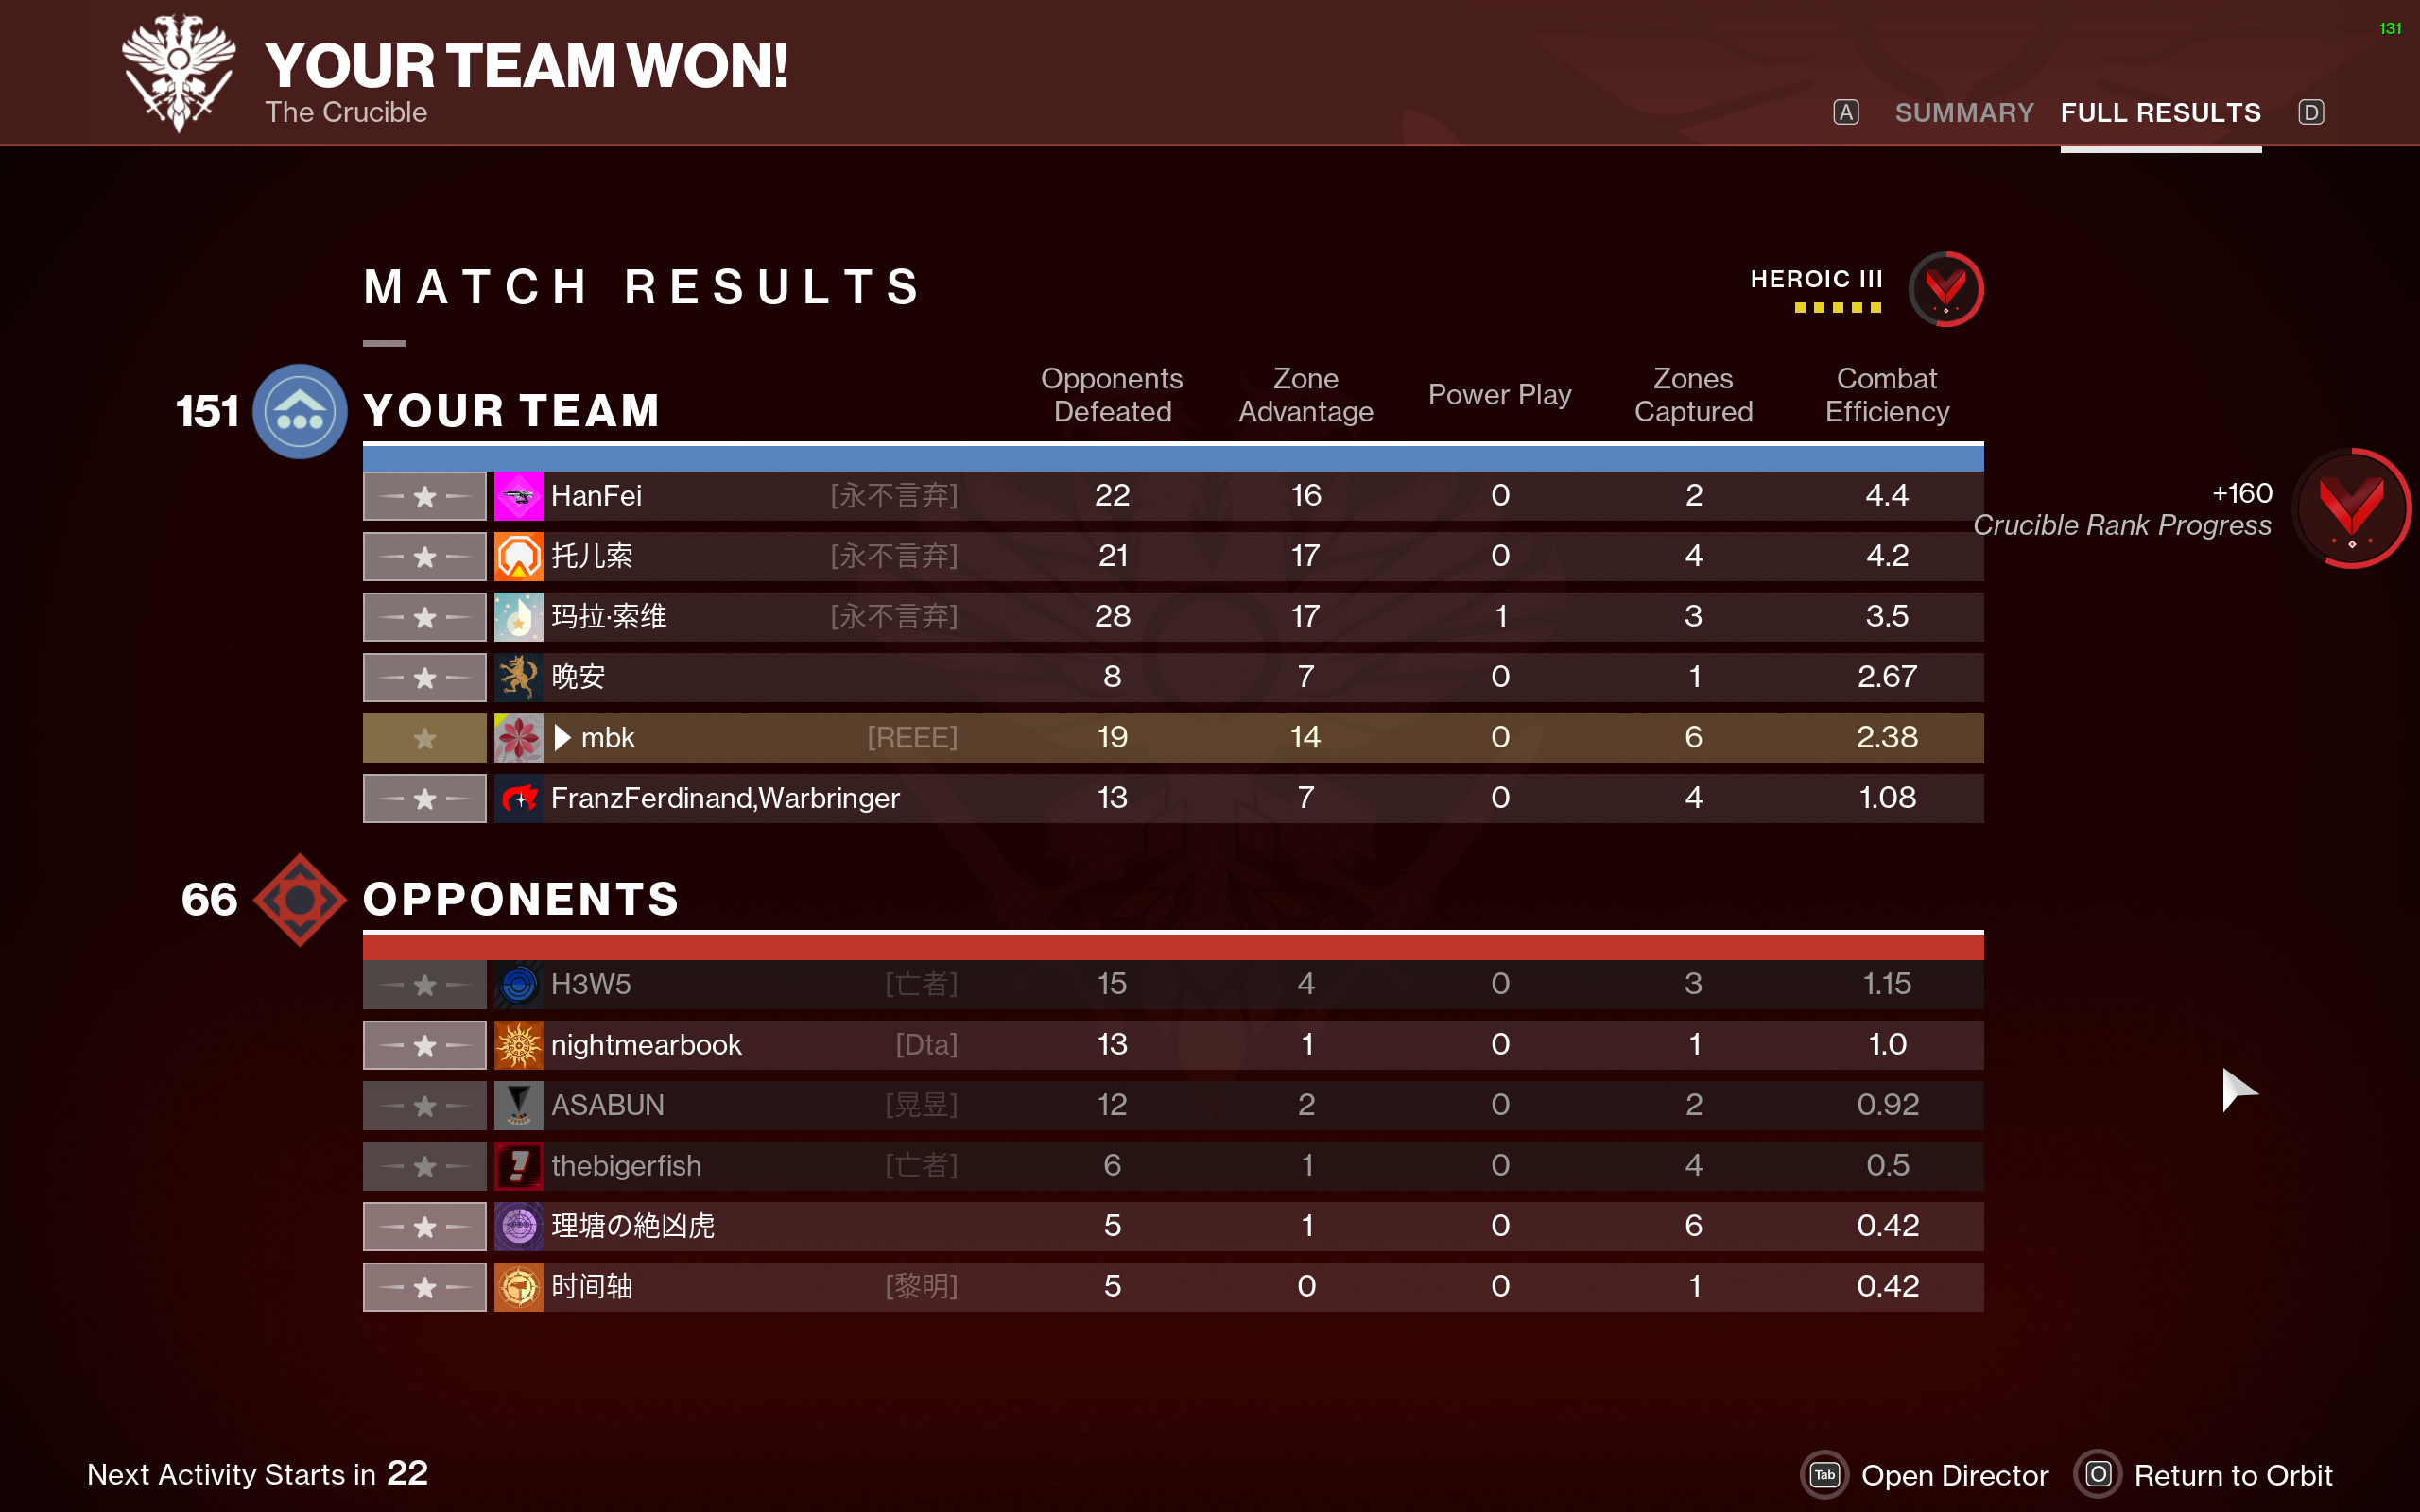 131
YOUR TEAM WON!
The Crucible
A SUMMARY FULL RESULTS D
MATCH RESULTS
HEROIC III
151 YOUR TEAM
Opponents Defeated Zone Advantage Power Play Zones Captured Combat Efficiency
HanFei [永不言弃] 22 16 0 2 4.4
+160
Crucible Rank Progress
托儿索 [永不言弃] 21 17 0 4 4.2
玛拉·索维 [永不言弃] 28 17 1 3 3.5
晚安 8 7 0 1 2.67
mbk [REEE] 19 14 0 6 2.38
FranzFerdinand,Warbringer 13 7 0 4 1.08
66 OPPONENTS
H3W5 [亡者] 15 4 0 3 1.15
nightmearbook [Dta] 13 1 0 1 1.0
ASABUN [晃昱] 12 2 0 2 0.92
thebigerfish [亡者] 6 1 0 4 0.5
理塘の絶凶虎 5 1 0 6 0.42
时间轴 [黎明] 5 0 0 1 0.42
Next Activity Starts in 22
Tab Open Director O Return to Orbit